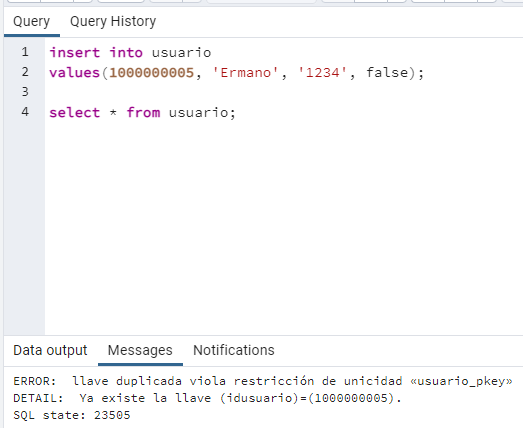 Query Query History
1 insert into usuario
2 values(1000000005, 'Ermano', '1234', false);
3
4 select * from usuario;
Data output Messages Notifications
ERROR:  llave duplicada viola restricción de unicidad «usuario_pkey»
DETAIL:  Ya existe la llave (idusuario)=(1000000005).
SQL state: 23505